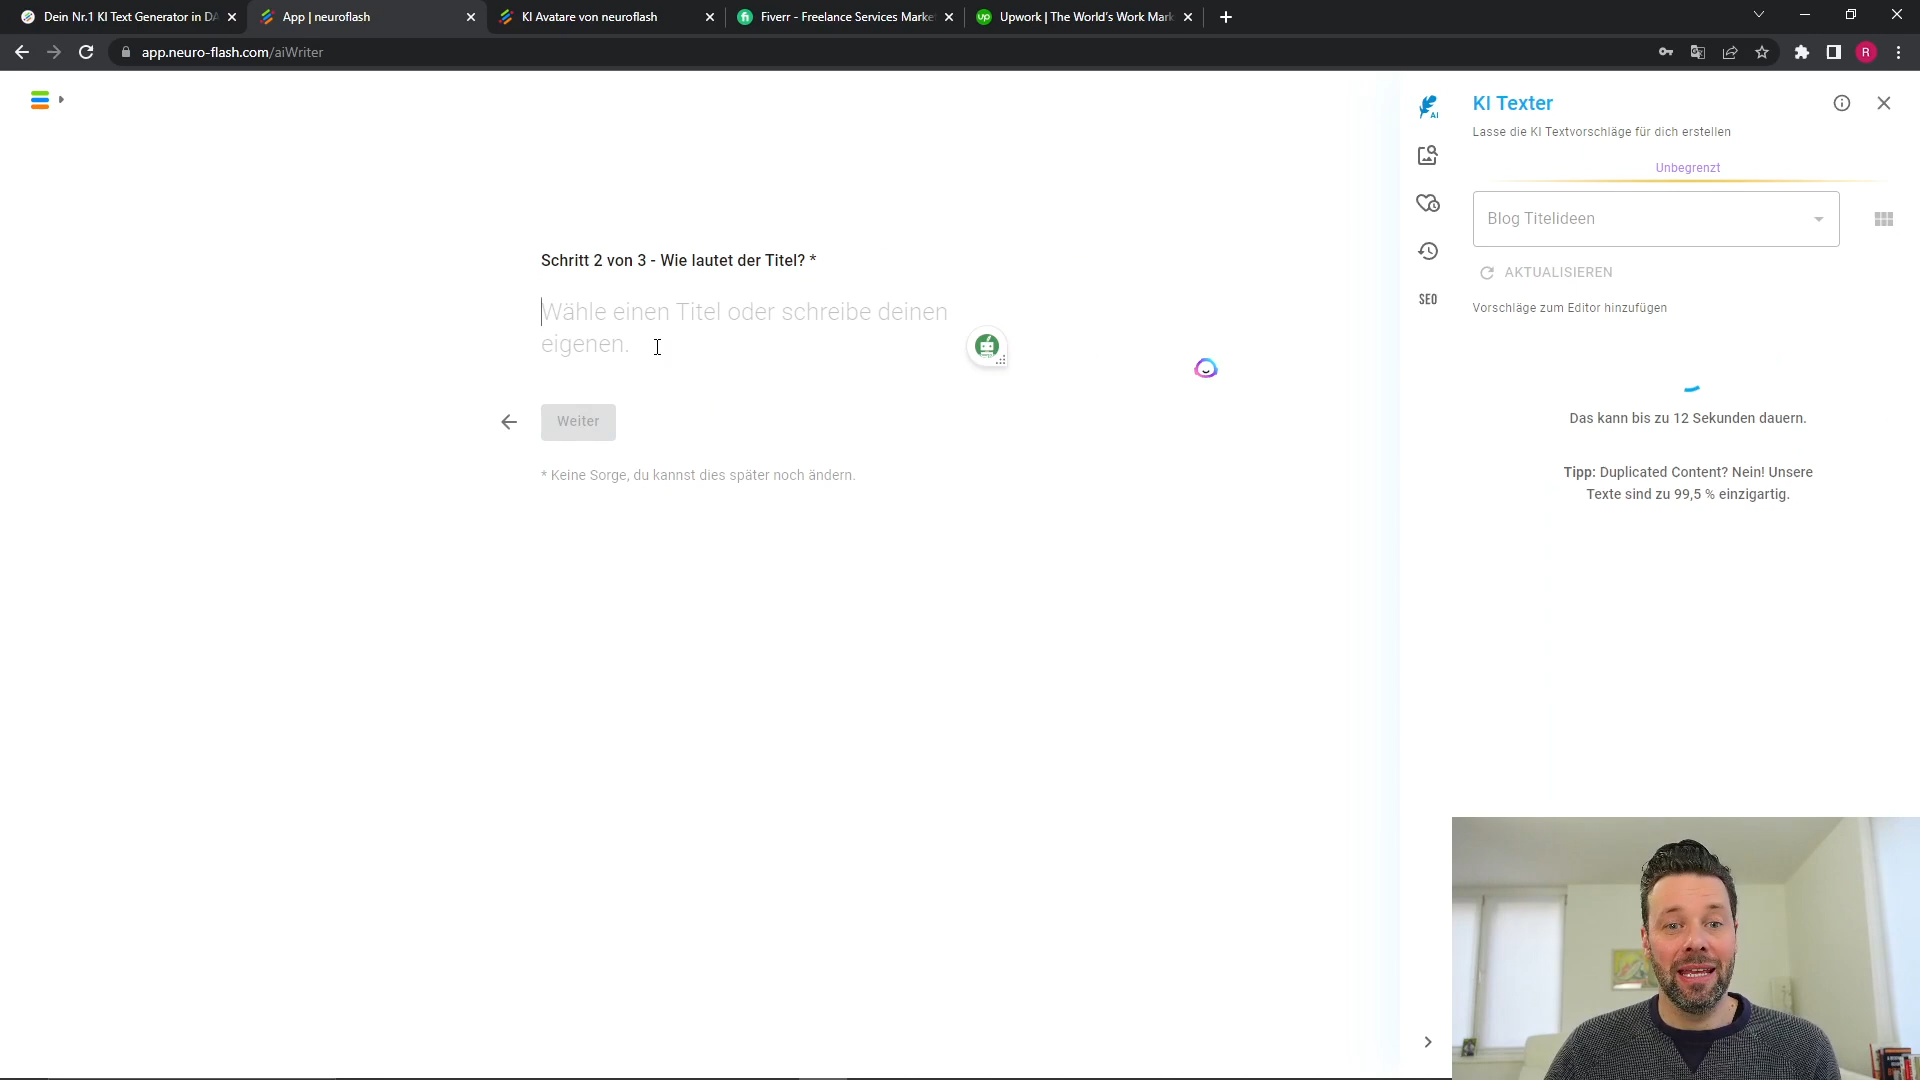 Dein Nr.1 KI Text Generator in DA
App | neuroflash
KI Avatare von neuroflash
Fiverr - Freelance Services Marke
Upwork | The World's Work Mark
app.neuro-flash.com/aiWriter
R
KI Texter
Lasse die KI Textvorschläge für dich erstellen
Unbegrenzt
Blog Titelideen
AKTUALISIEREN
Vorschläge zum Editor hinzufügen
AI
SEO
Schritt 2 von 3 - Wie lautet der Titel? *
Wähle einen Titel oder schreibe deinen
eigenen.
Weiter
* Keine Sorge, du kannst dies später noch ändern.
Das kann bis zu 12 Sekunden dauern.
Tipp: Duplicated Content? Nein! Unsere
Texte sind zu 99,5 % einzigartig.